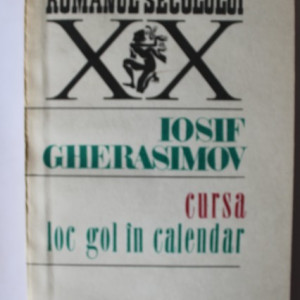 ROMANUL SECOLULUI
XX
IOSIF
GHERASIMOV
cursa
loc gol în calendar